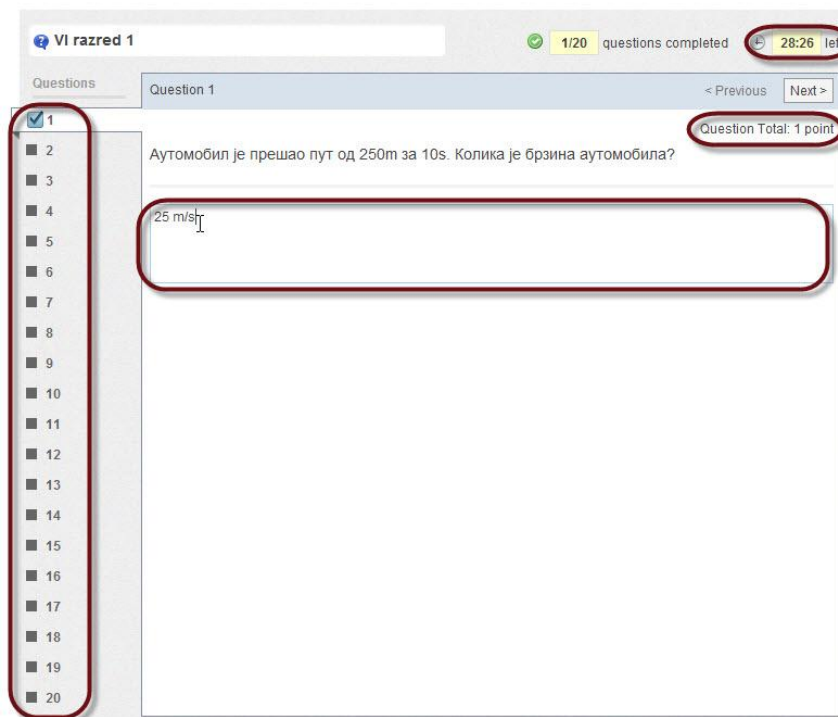 VI razred 1
1/20 questions completed
28:26 left
Questions
Question 1
< Previous Next >
Question Total: 1 point
Аутомобил је прешао пут од 250m за 10s. Колика је брзина аутомобила?
25 m/s
1
2
3
4
5
6
7
8
9
10
11
12
13
14
15
16
17
18
19
20